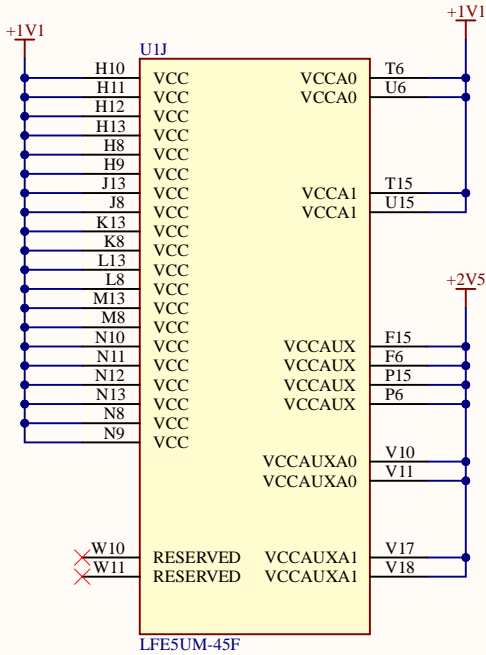 +1V1
+1V1
U1J
H10 VCC VCCA0 T6
H11 VCC VCCA0 U6
H12 VCC
H13 VCC
H8 VCC
H9 VCC
J13 VCC VCCA1 T15
J8 VCC VCCA1 U15
K13 VCC
K8 VCC
L13 VCC
L8 VCC +2V5
M13 VCC
M8 VCC
N10 VCC VCCAUX F15
N11 VCC VCCAUX F6
N12 VCC VCCAUX P15
N13 VCC VCCAUX P6
N8 VCC
N9 VCC
VCCAUXA0 V10
VCCAUXA0 V11
W10 RESERVED VCCAUXA1 V17
W11 RESERVED VCCAUXA1 V18
LFE5UM-45F